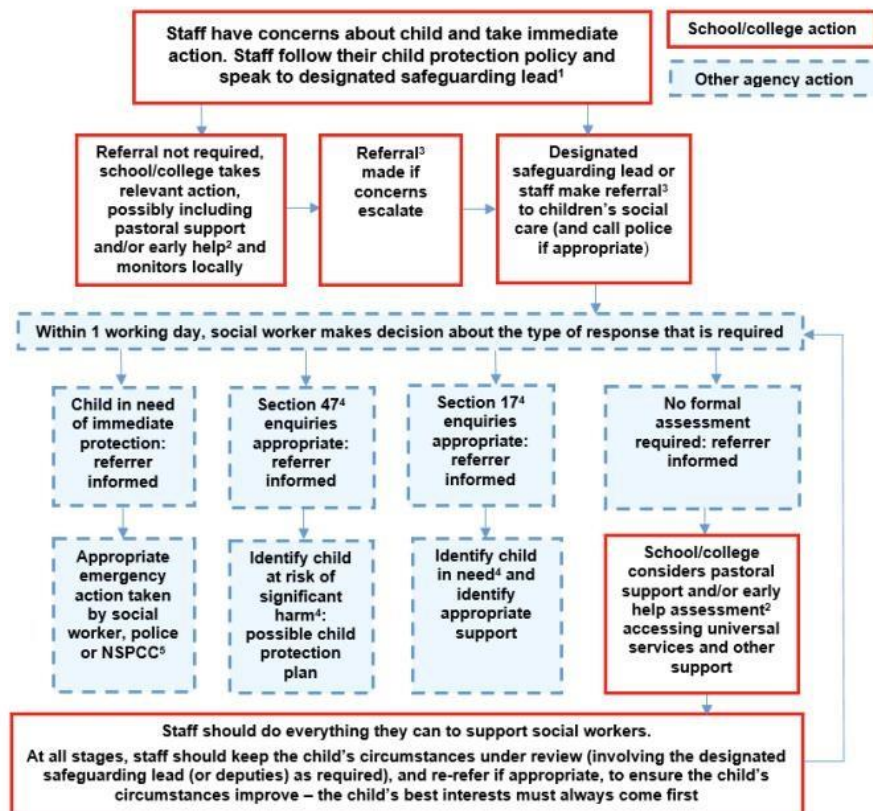 Staff have concerns about child and take immediate
action. Staff follow their child protection policy and
speak to designated safeguarding lead¹
School/college action
Other agency action
Referral not required,
school/college takes
relevant action,
possibly including
pastoral support
and/or early help² and
monitors locally
Referral³
made if
concerns
escalate
Designated
safeguarding lead or
staff make referral³
to children's social
care (and call police
if appropriate)
Within 1 working day, social worker makes decision about the type of response that is required
Child in need
of immediate
protection:
referrer
informed
Section 47⁴
enquiries
appropriate:
referrer
informed
Section 17⁴
enquiries
appropriate:
referrer
informed
No formal
assessment
required: referrer
informed
Appropriate
emergency
action taken
by social
worker, police
or NSPCC⁵
Identify child
at risk of
significant
harm⁴:
possible child
protection
plan
Identify child
in need⁴ and
identify
appropriate
support
School/college
considers pastoral
support and/or early
help assessment²
accessing universal
services and other
support
Staff should do everything they can to support social workers.
At all stages, staff should keep the child's circumstances under review (involving the designated
safeguarding lead (or deputies) as required), and re-refer if appropriate, to ensure the child's
circumstances improve – the child's best interests must always come first